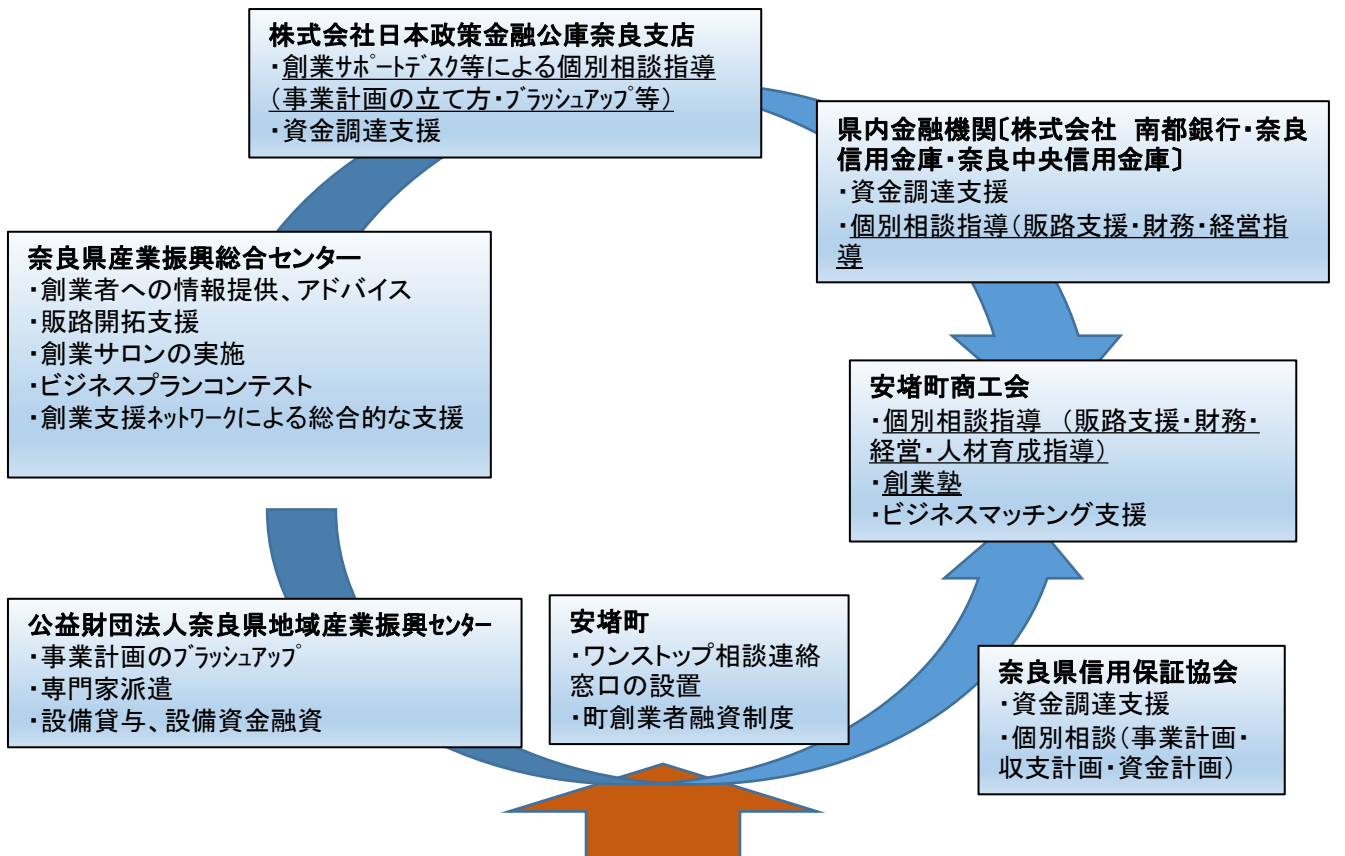 株式会社日本政策金融公庫奈良支店
・創業ｻﾎﾟｰﾄﾃﾞｽｸ等による個別相談指導
（事業計画の立て方・ﾌﾞﾗｯｼｭｱｯﾌﾟ等）
・資金調達支援
県内金融機関〔株式会社　南都銀行・奈良
信用金庫・奈良中央信用金庫〕
・資金調達支援
・個別相談指導（販路支援・財務・経営指
導
奈良県産業振興総合センター
・創業者への情報提供、アドバイス
・販路開拓支援
・創業サロンの実施
・ビジネスプランコンテスト
・創業支援ﾈｯﾄﾜｰｸによる総合的な支援
安堵町商工会
・個別相談指導　（販路支援・財務・
経営・人材育成指導）
・創業塾
・ビジネスマッチング支援
公益財団法人奈良県地域産業振興ｾﾝﾀｰ
・事業計画のﾌﾞﾗｯｼｭｱｯﾌﾟ
・専門家派遣
・設備貸与、設備資金融資
安堵町
・ワンストップ相談連絡
窓口の設置
・町創業者融資制度
奈良県信用保証協会
・資金調達支援
・個別相談（事業計画・
収支計画・資金計画）